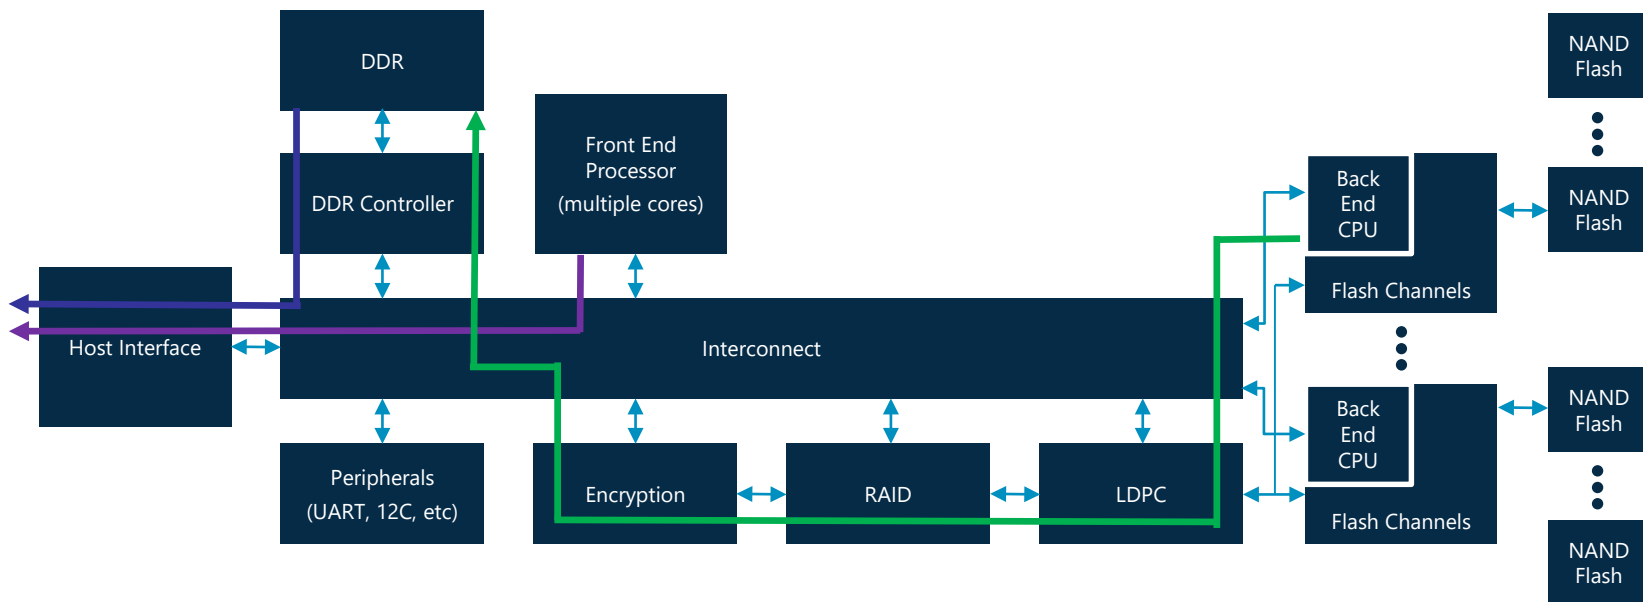 DDR
NAND
Flash
Front End
Processor
(multiple cores)
DDR Controller
Back
End
CPU
NAND
Flash
Flash Channels
Host Interface
Interconnect
Back
End
CPU
NAND
Flash
Peripherals
(UART, 12C, etc)
Encryption
RAID
LDPC
Flash Channels
NAND
Flash